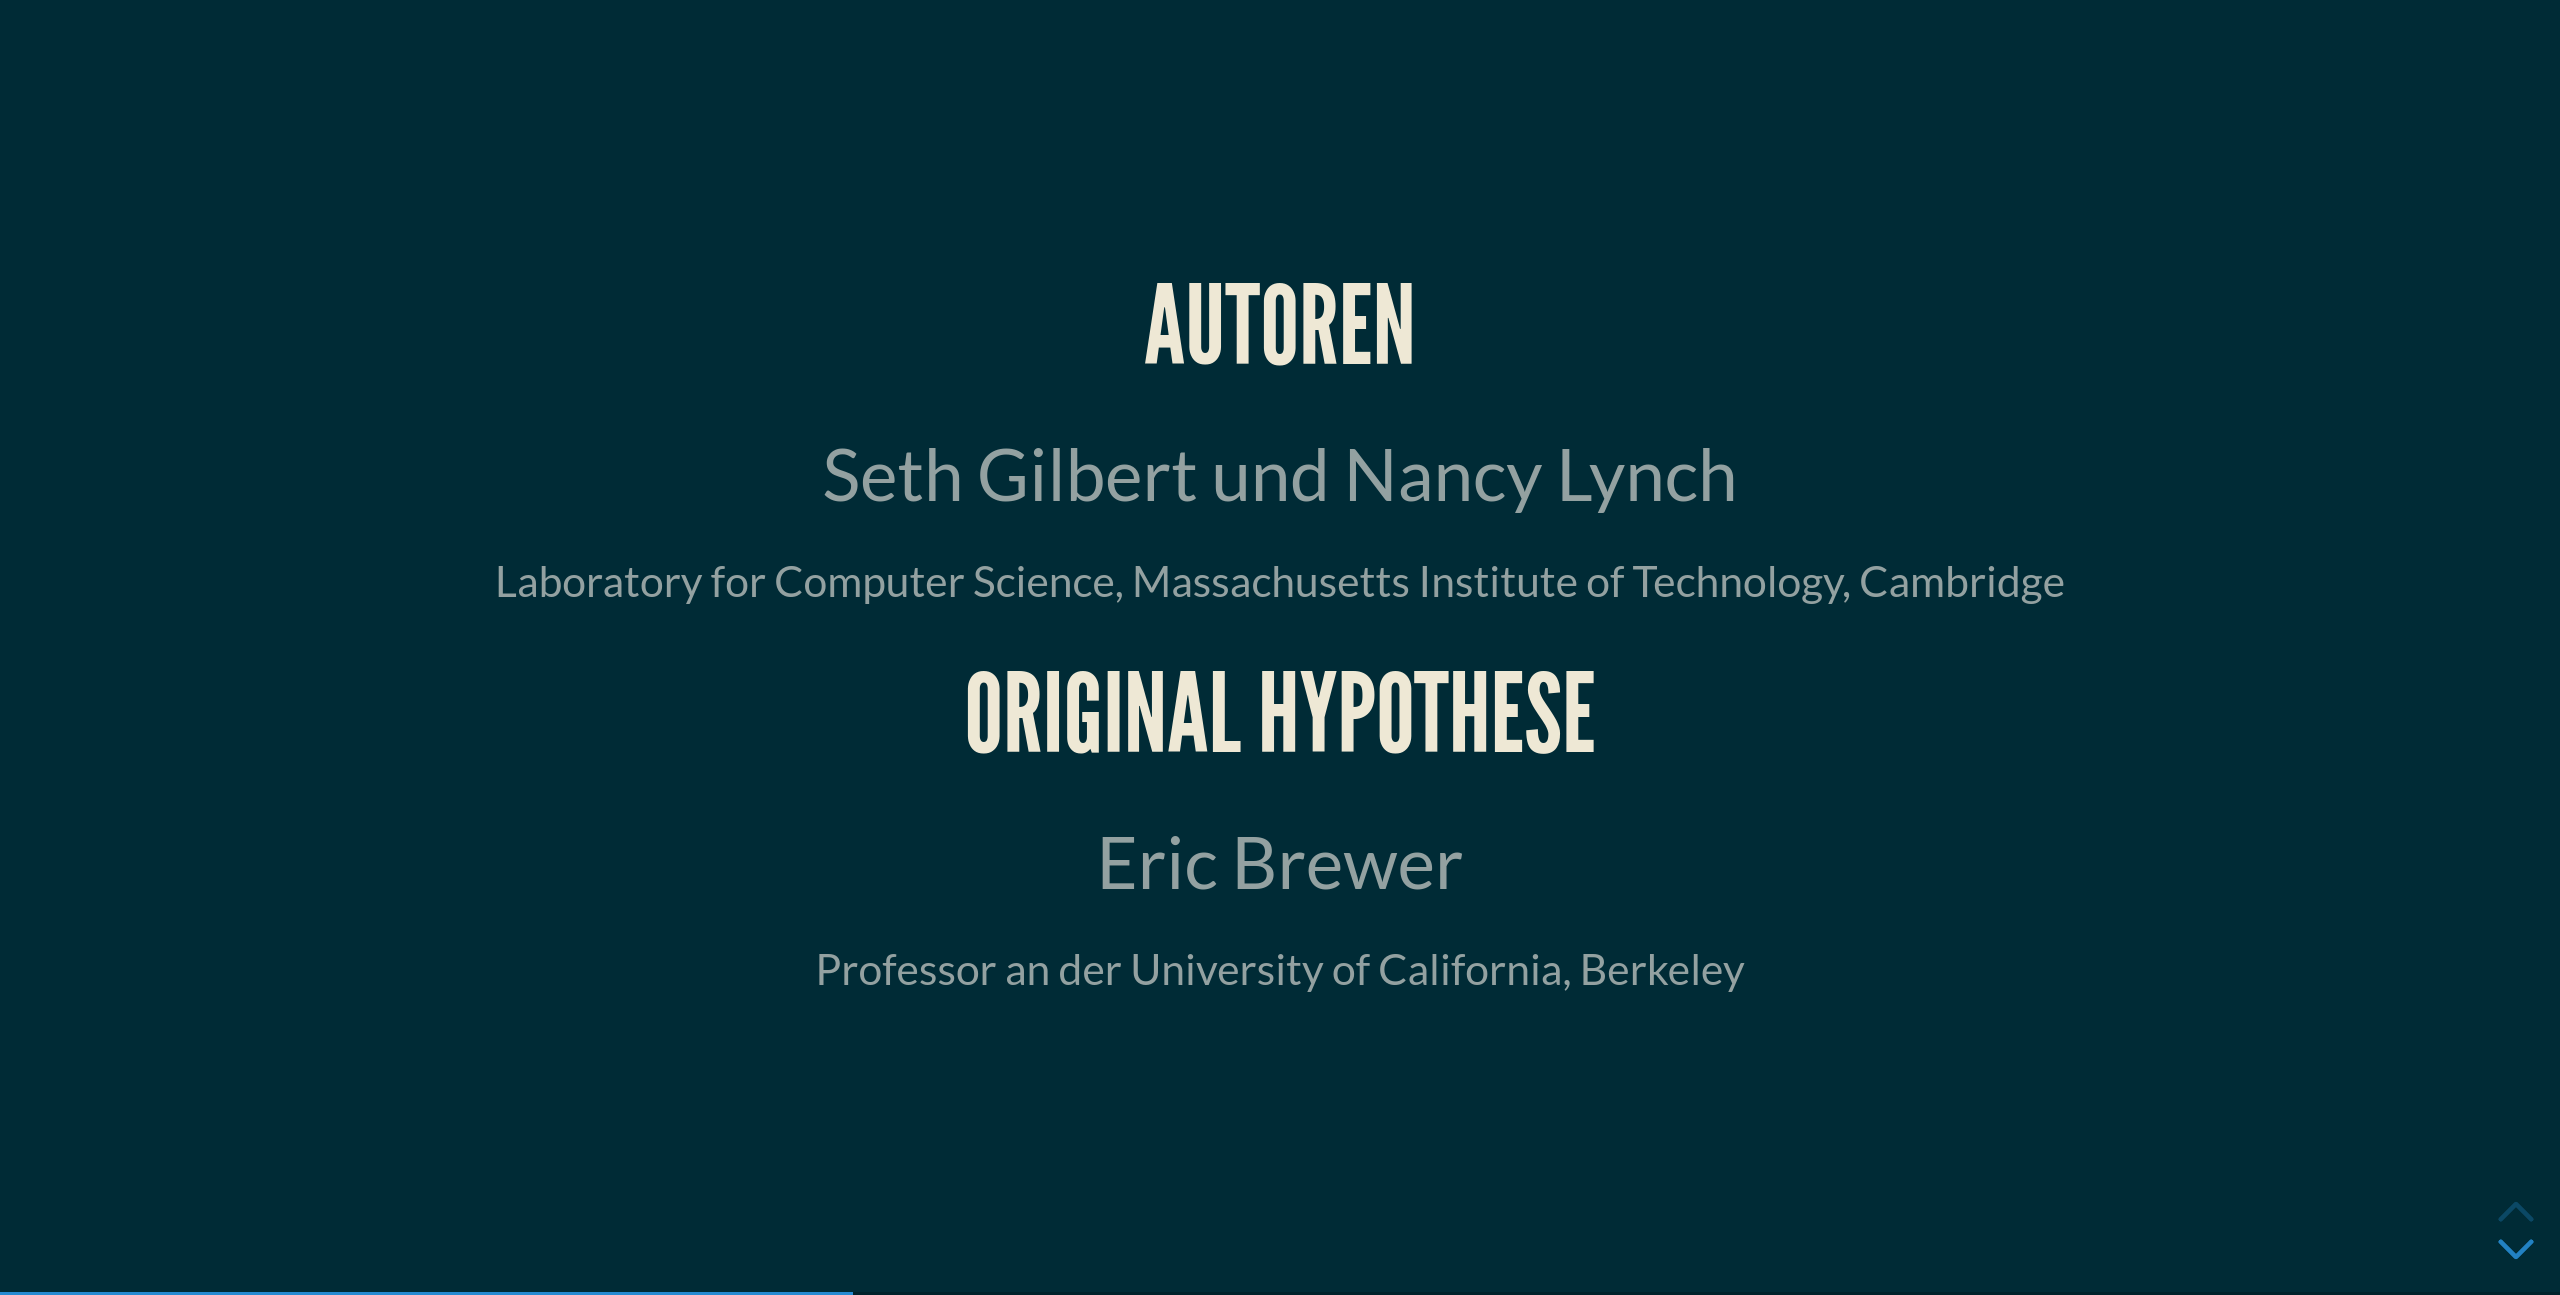 AUTOREN
Seth Gilbert und Nancy Lynch
Laboratory for Computer Science, Massachusetts Institute of Technology, Cambridge
ORIGINAL HYPOTHESE
Eric Brewer
Professor an der University of California, Berkeley